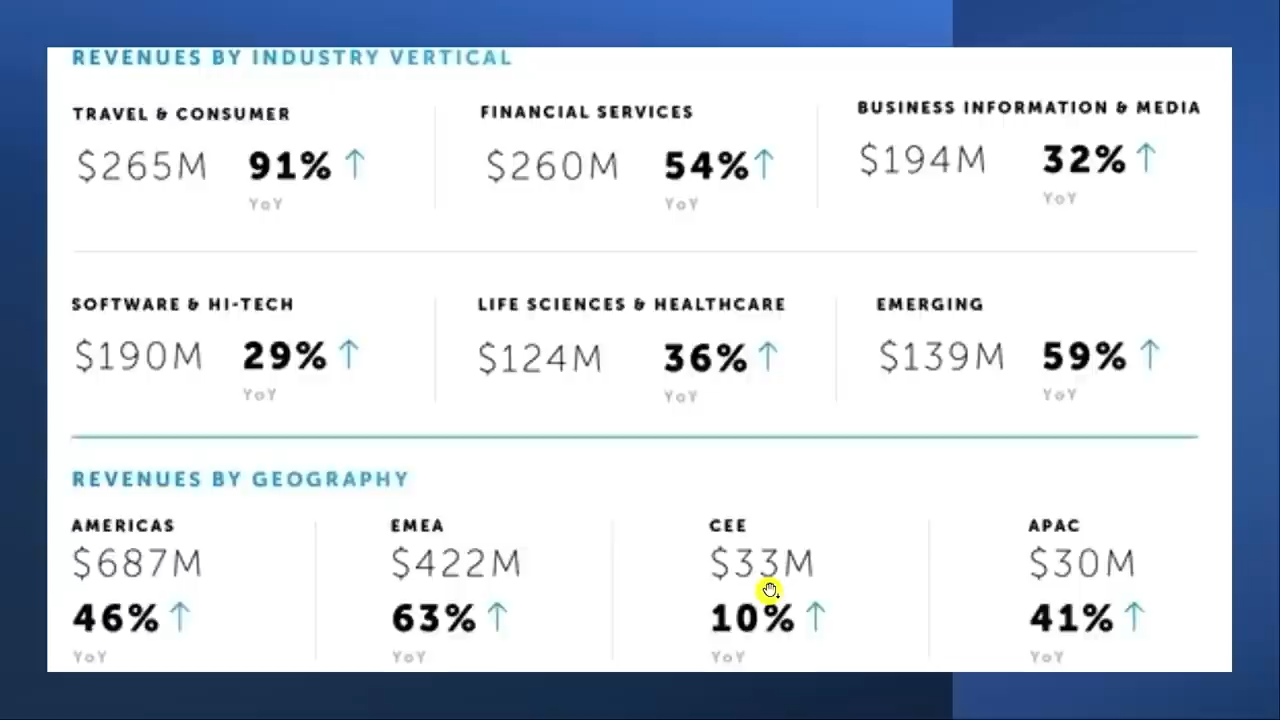 REVENUES BY INDUSTRY VERTICAL
TRAVEL & CONSUMER
$265M 91% ↑
YoY
FINANCIAL SERVICES
$260M 54% ↑
YoY
BUSINESS INFORMATION & MEDIA
$194M 32% ↑
YoY
SOFTWARE & HI-TECH
$190M 29% ↑
YoY
LIFE SCIENCES & HEALTHCARE
$124M 36% ↑
YoY
EMERGING
$139M 59% ↑
YoY
REVENUES BY GEOGRAPHY
AMERICAS
$687M
46% ↑
YoY
EMEA
$422M
63% ↑
YoY
CEE
$33M
10% ↑
YoY
APAC
$30M
41% ↑
YoY